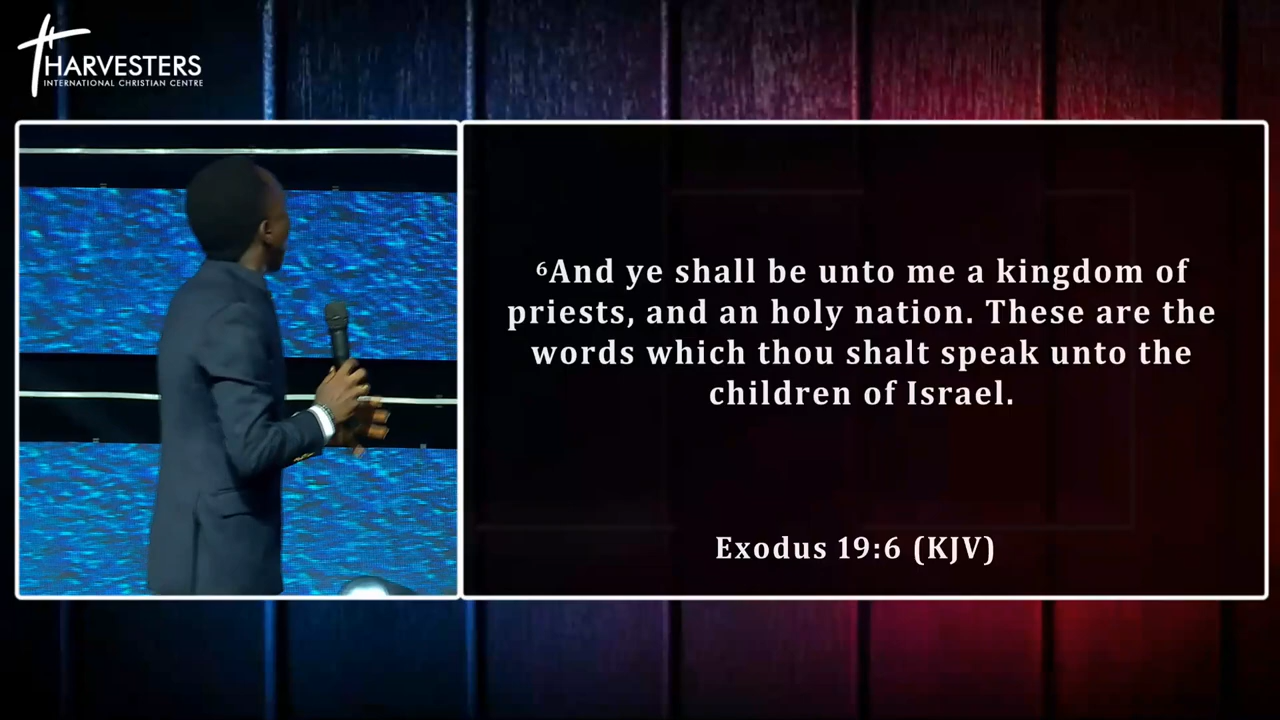 HARVESTERS
INTERNATIONAL CHRISTIAN CENTRE
⁶And ye shall be unto me a kingdom of
priests, and an holy nation. These are the
words which thou shalt speak unto the
children of Israel.
Exodus 19:6 (KJV)